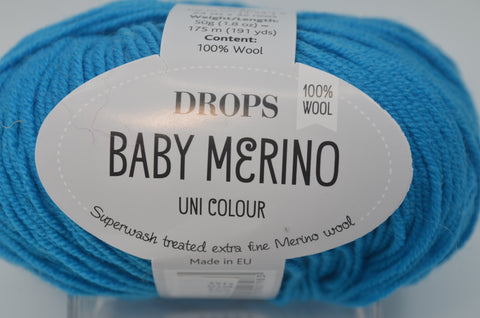 Weight/Length:
50g (1.8 oz) =
175 m (191 yds)
Content:
100% Wool
100%
WOOL
DROPS
BABY MERINO
UNI COLOUR
Superwash treated extra fine Merino wool
Made in EU